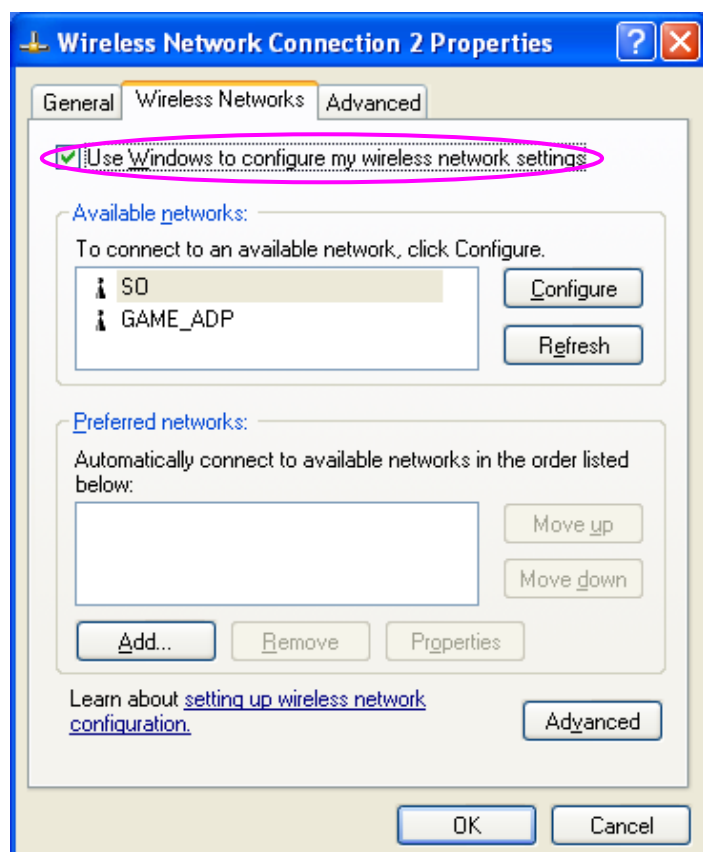 Wireless Network Connection 2 Properties
?
General Wireless Networks Advanced
Use Windows to configure my wireless network settings
Available networks:
To connect to an available network, click Configure.
SO
Configure
GAME_ADP
Refresh
Preferred networks:
Automatically connect to available networks in the order listed
below:
Move up
Move down
Add... Remove Properties
Learn about setting up wireless network
configuration.
Advanced
OK Cancel